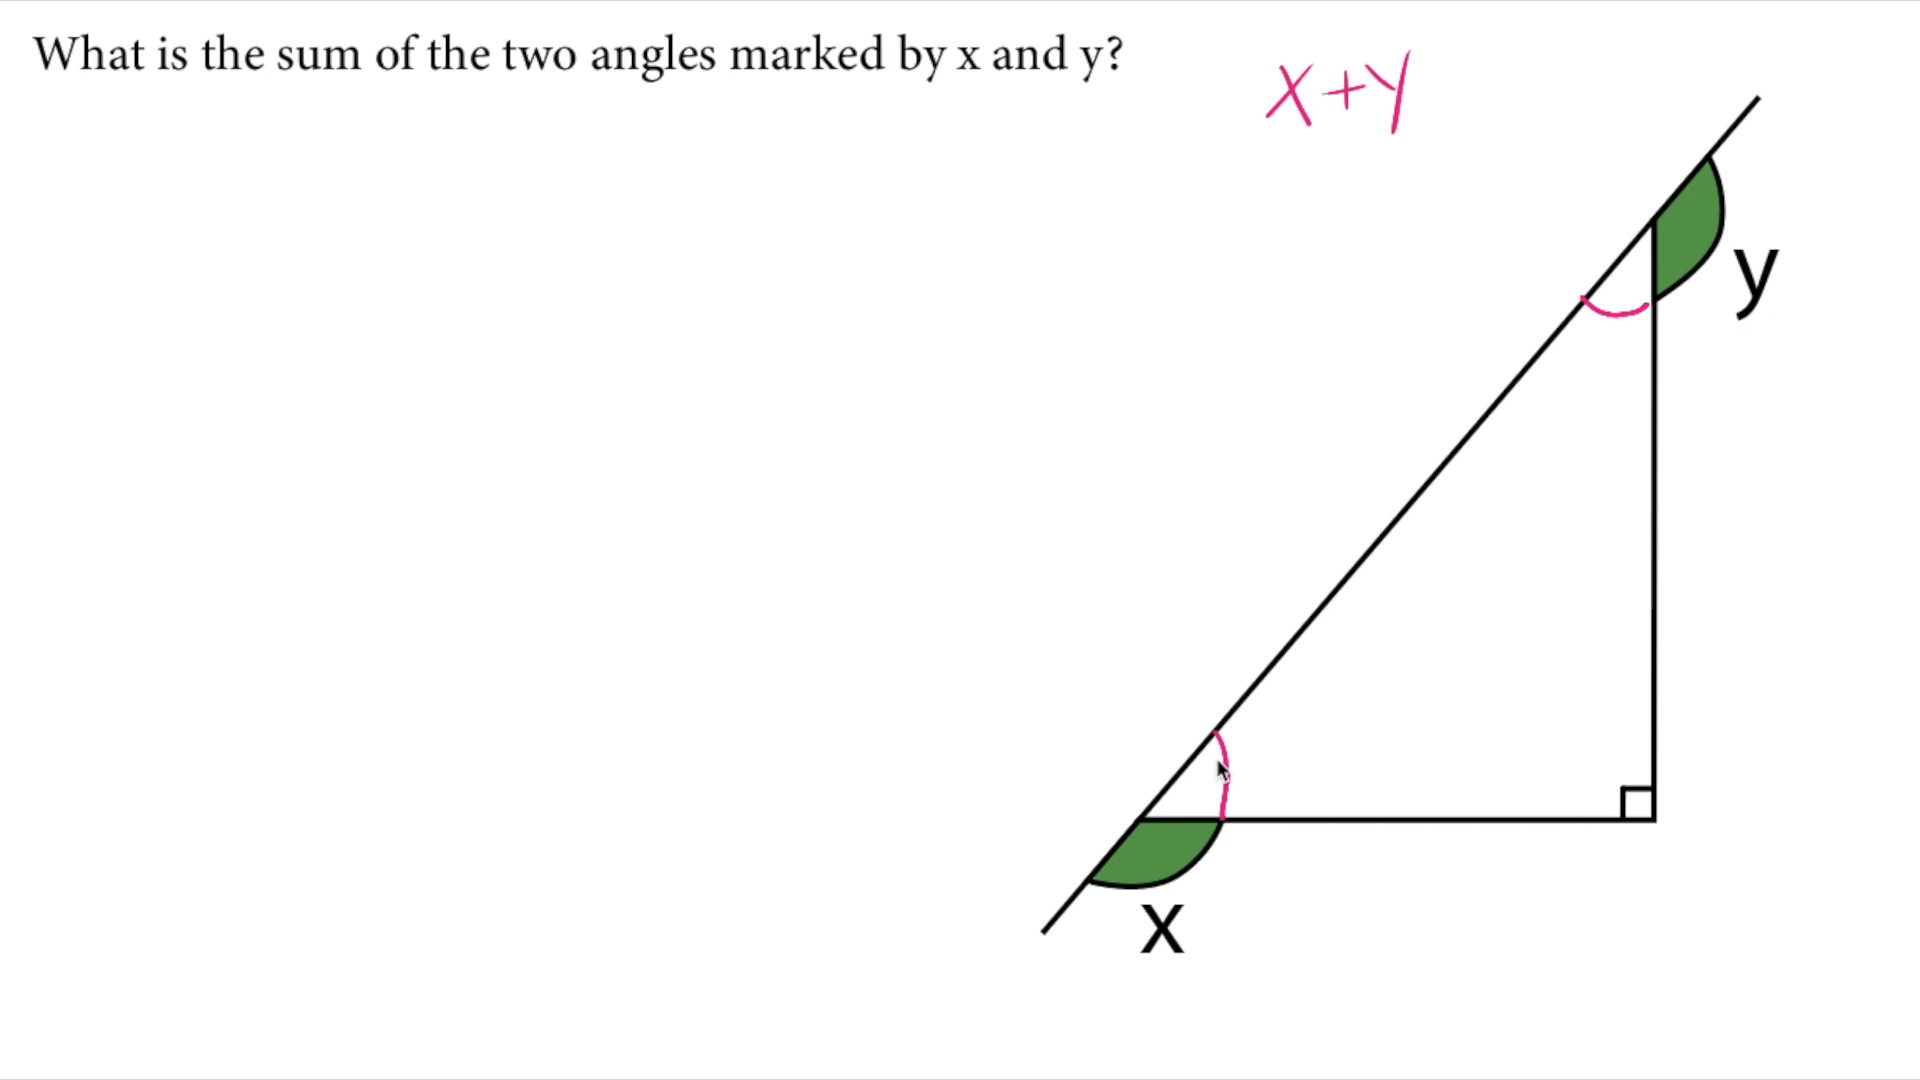 What is the sum of the two angles marked by x and y?
X+Y
y
x